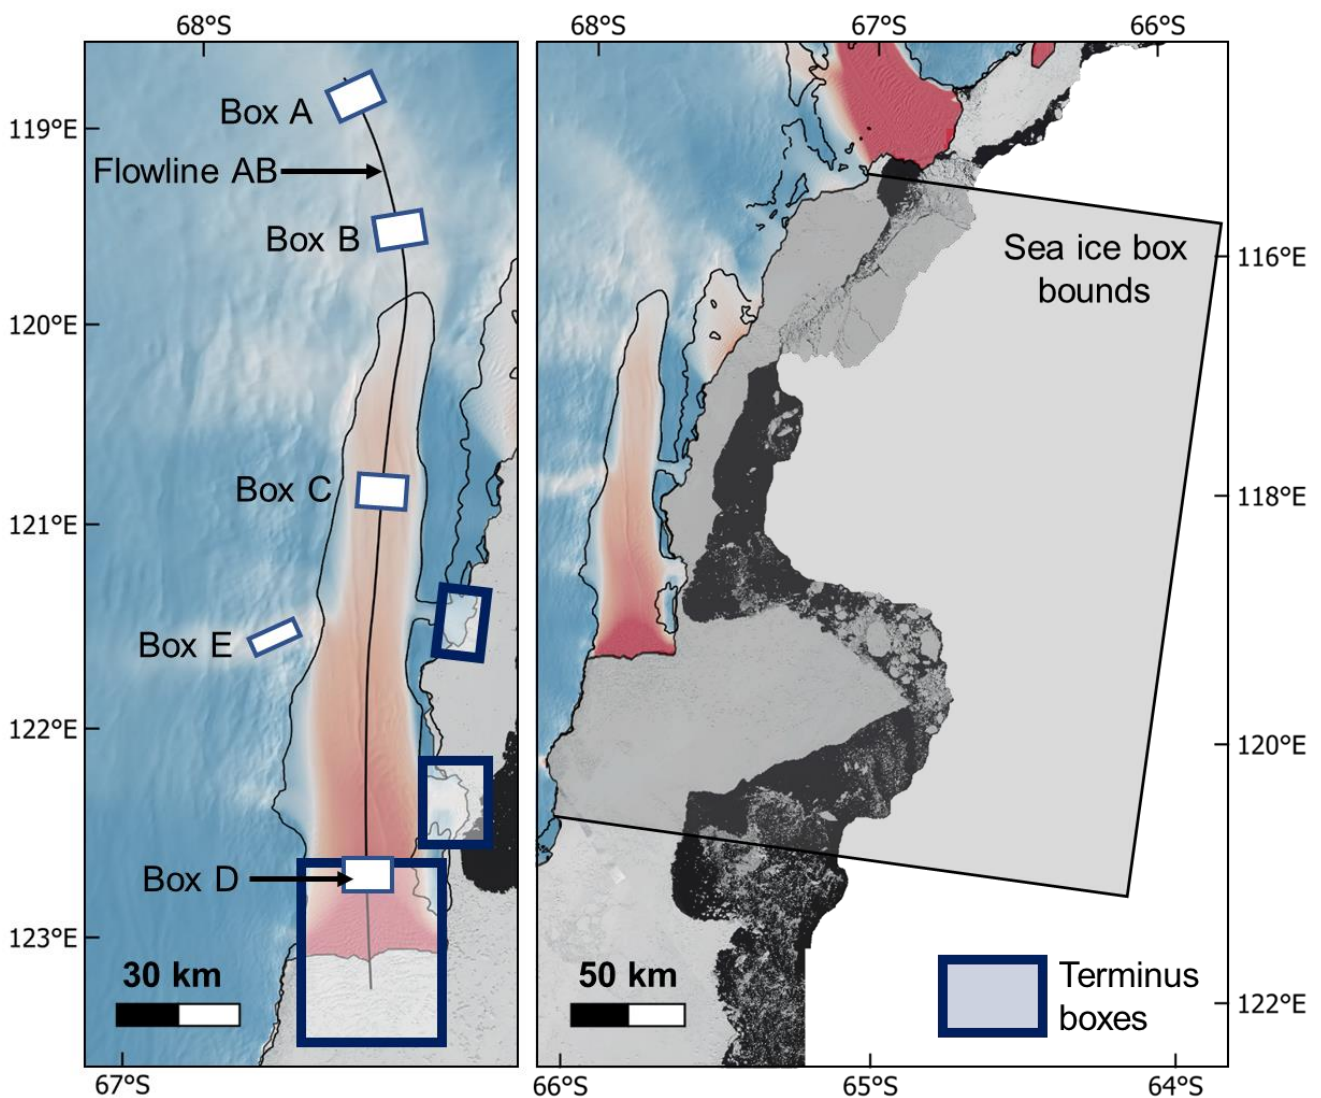 68°S
68°S
67°S
66°S
Box A
119°E
Flowline AB
Box B
Sea ice box
bounds
116°E
120°E
Box C
118°E
121°E
Box E
122°E
120°E
Box D
123°E
30 km
50 km
Terminus
boxes
122°E
67°S
66°S
65°S
64°S